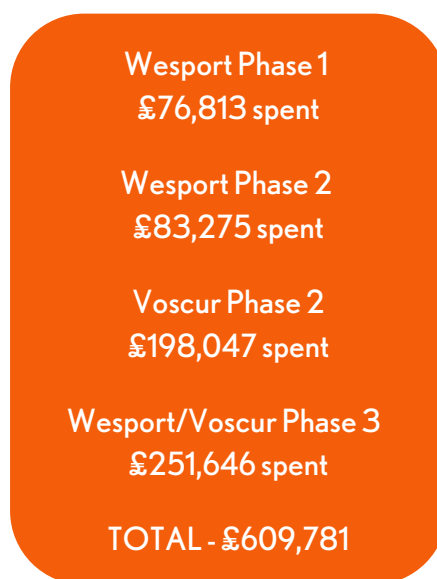 Wesport Phase 1
£76,813 spent
Wesport Phase 2
£83,275 spent
Voscur Phase 2
£198,047 spent
Wesport/Voscur Phase 3
£251,646 spent
TOTAL - £609,781